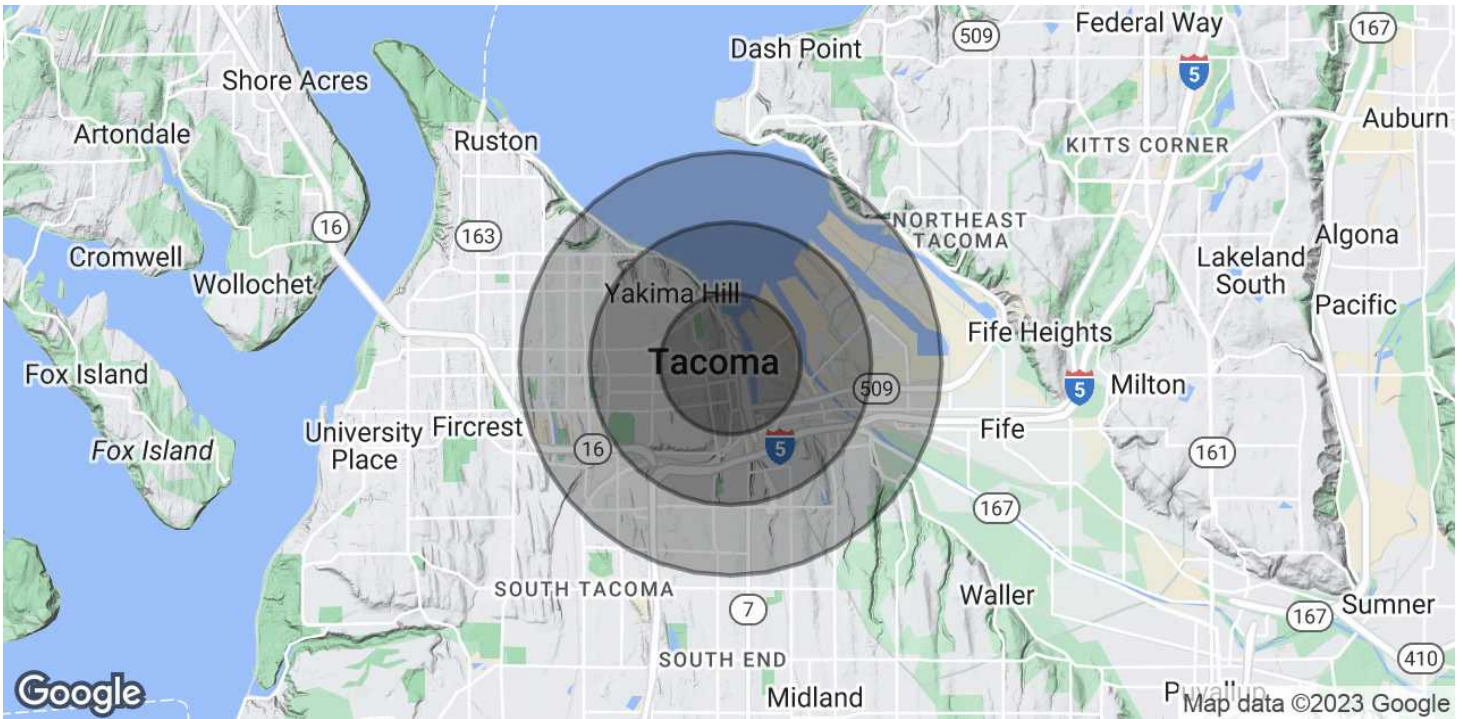 Federal Way
509
167
Dash Point
5
Shore Acres
Artondale
Ruston
Auburn
KITTS CORNER
16
163
NORTHEAST
TACOMA
Algona
Cromwell
Lakeland
South
Wollochet
Yakima Hill
Pacific
Fife Heights
Tacoma
Fox Island
509
5
Milton
University
Place
Fircrest
Fife
Fox Island
16
5
161
167
SOUTH TACOMA
7
Waller
167
Sumner
SOUTH END
410
Midland
Puyallup
Google
Map data ©2023 Google